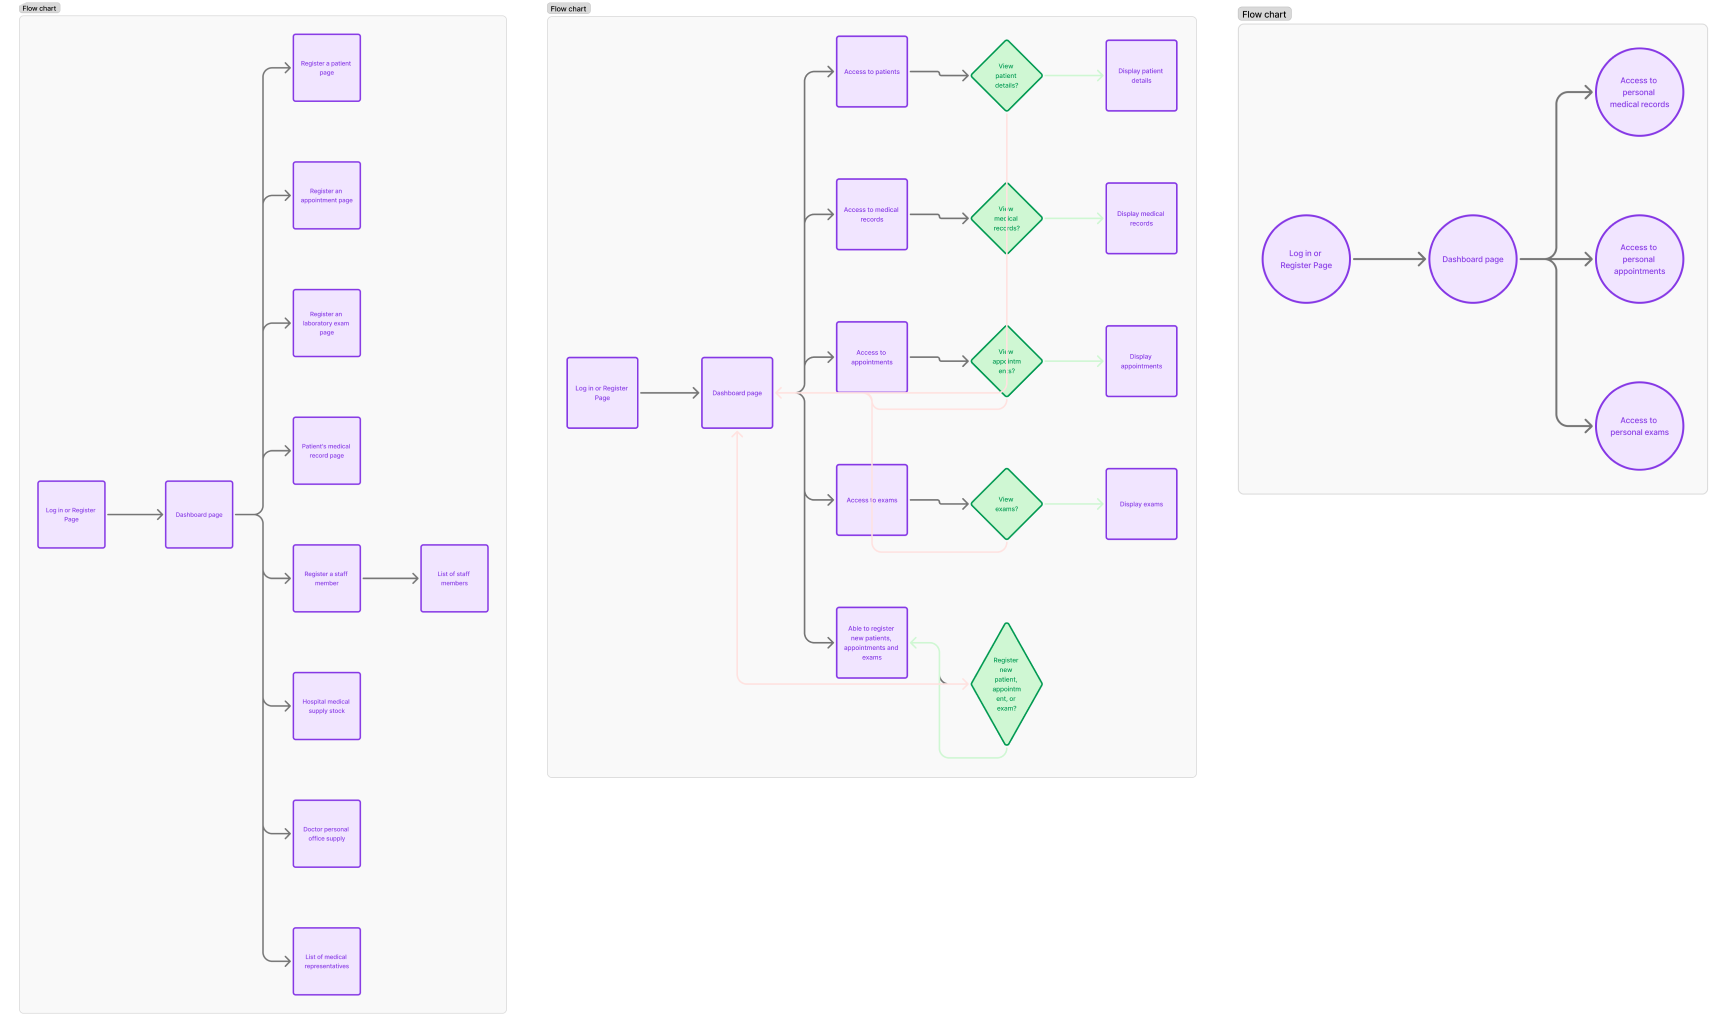 Flow chart
Register a patient
page
Register an
appointment page
Register an
laboratory exam
page
Patient's medical
record page
Log in or Register
Page
Dashboard page
Register a staff
member
List of staff
members
Hospital medical
supply stock
Doctor personal
office supply
List of medical
representatives
Flow chart
Access to patients
View
patient
details?
Display patient
details
Access to medical
records
View
medical
records?
Display medical
records
Access to
appointments
View
appointm
ents?
Display
appointments
Log in or Register
Page
Dashboard page
Access to exams
View
exams?
Display exams
Able to register
new patients,
appointments and
exams
Register
new
patient,
appointm
ent, or
exam?
Flow chart
Access to
personal
medical records
Log in or
Register Page
Dashboard page
Access to
personal
appointments
Access to
personal exams